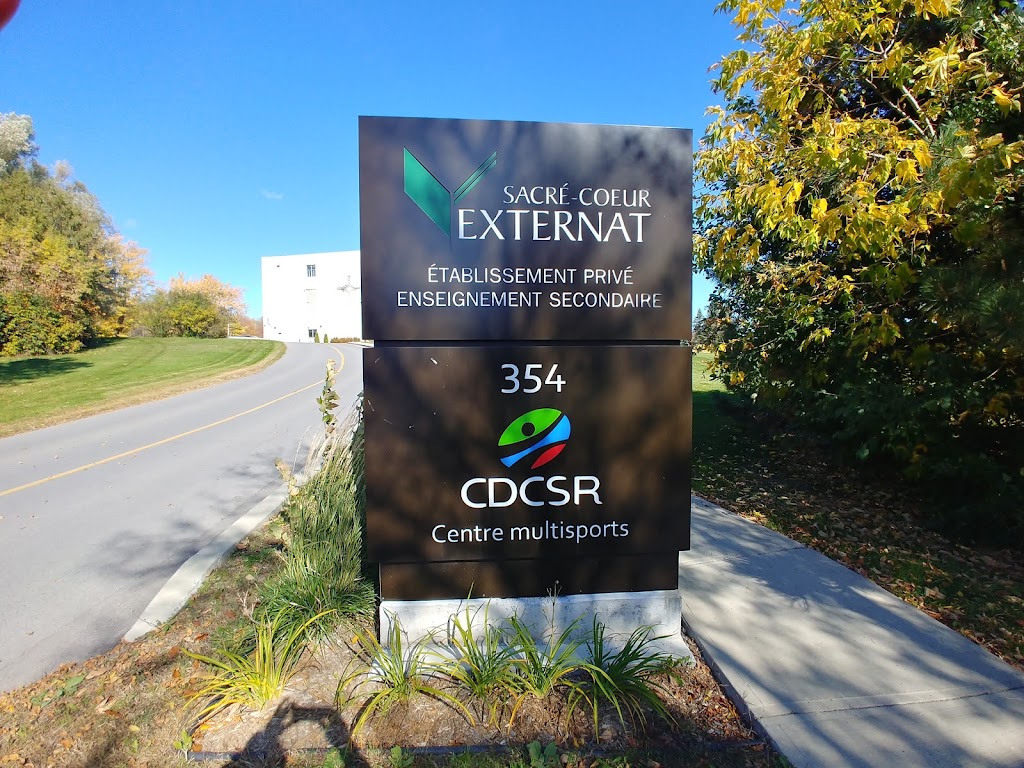 SACRÉ-COEUR
EXTERNAT
ÉTABLISSEMENT PRIVÉ
ENSEIGNEMENT SECONDAIRE
354
CDCSR
Centre multisports